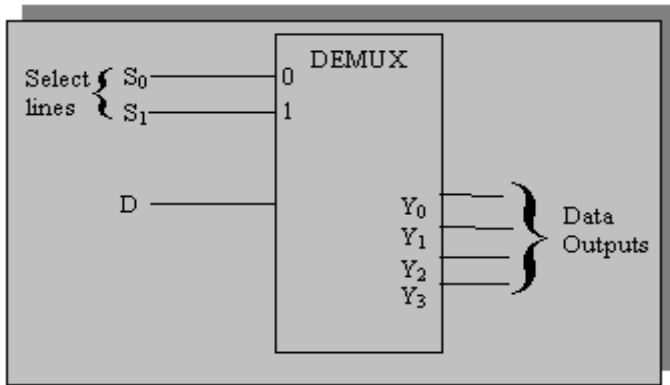 DEMUX
Select
lines
S₀
S₁
0
1
D
Y₀
Y₁
Y₂
Y₃
Data
Outputs